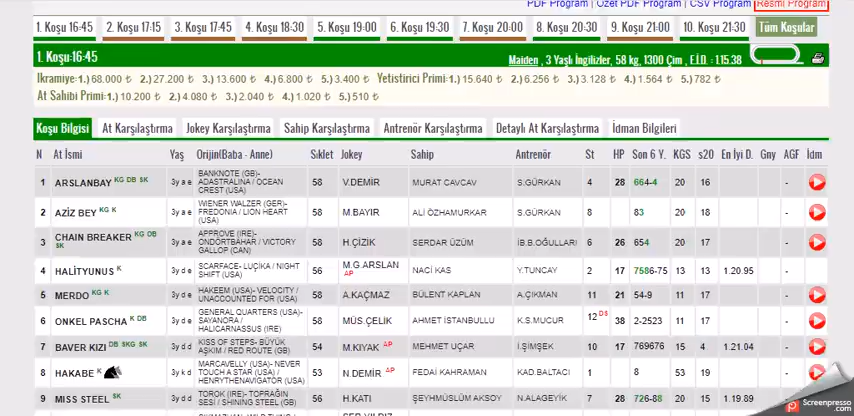 PDF Program | Özet PDF Program | CSV Program | Resmi Program
1. Koşu 16:45 2. Koşu 17:15 3. Koşu 17:45 4. Koşu 18:30 5. Koşu 19:00 6. Koşu 19:30 7. Koşu 20:00 8. Koşu 20:30 9. Koşu 21:00 10. Koşu 21:30 Tüm Koşular
1. Koşu:16:45 Maiden , 3 Yaşlı İngilizler, 58 kg, 1300 Çim , E.İ.D. : 1.15.38
Ikramiye:1.) 68.000 ₺ 2.) 27.200 ₺ 3.) 13.600 ₺ 4.) 6.800 ₺ 5.) 3.400 ₺ Yetistirici Primi:1.) 15.640 ₺ 2.) 6.256 ₺ 3.) 3.128 ₺ 4.) 1.564 ₺ 5.) 782 ₺
At Sahibi Primi:1.) 10.200 ₺ 2.) 4.080 ₺ 3.) 2.040 ₺ 4.) 1.020 ₺ 5.) 510 ₺
Koşu Bilgisi At Karşılaştırma Jokey Karşılaştırma Sahip Karşılaştırma Antrenör Karşılaştırma Detaylı At Karşılaştırma İdman Bilgileri
N At İsmi Yaş Orijin(Baba - Anne) Sıklet Jokey Sahip Antrenör St HP Son 6 Y. KGS s20 En İyi D. Gny AGF İdm
1 ARSLANBAY KG DB SK 3y a e BANKNOTE (GB)- ADASTRALINA / OCEAN CREST (USA) 58 V.DEMİR MURAT CAVCAV S.GÜRKAN 4 28 664-4 20 16 -
2 AZİZ BEY KG K 3y a e WIENER WALZER (GER)- FREDONIA / LION HEART (USA) 58 M.BAYIR ALİ ÖZHAMURKAR S.GÜRKAN 8 83 20 18 -
3 CHAIN BREAKER KG DB SK 3y a e APPROVE (IRE)- ONDÖRTBAHAR / VICTORY GALLOP (CAN) 58 H.ÇİZİK SERDAR ÜZÜM İB.B.OĞULLARI 6 26 654 20 17 -
4 HALİTYUNUS K 3y d e SCARFACE- LUÇİKA / NIGHT SHIFT (USA) 56 M.G.ARSLAN AP NACİ KAS Y.TUNCAY 2 17 7586-75 13 13 1.20.95 -
5 MERDO KG K 3y a e HAKEEM (USA)- VELOCITY / UNACCOUNTED FOR (USA) 58 A.KAÇMAZ BÜLENT KAPLAN A.ÇIKMAN 11 21 54-9 11 17 -
6 ONKEL PASCHA K DB 3y d e GENERAL QUARTERS (USA)- SAYANORA / HALICARNASSUS (IRE) 58 MÜS.ÇELİK AHMET İSTANBULLU K.S.MUCUR 12 DS 38 2-2523 11 17 -
7 BAVER KIZI DB SKG SK 3y d d KISS OF STEPS- BÜYÜK AŞKIM / RED ROUTE (GB) 54 M.KIYAK AP MEHMET UÇAR İ.ŞİMŞEK 10 17 769676 15 4 1.21.04 -
8 HAKABE K 3y k d MARCAVELLY (USA)- NEVER TOUCH A STAR (USA) / HENRYTHENAVIGATOR (USA) 53 N.DEMİR AP FEDAİ KAHRAMAN KAD.BALTACI 1 8 53 19 -
9 MISS STEEL SK 3y d d TOROK (IRE)- TOPRAĞIN SESİ / SHINING STEEL (GB) 56 H.KATI ŞEYHMÜSLÜM AKSOY N.ALAGEYİK 7 28 726-88 20 15 1.19.89
Screenpresso.com